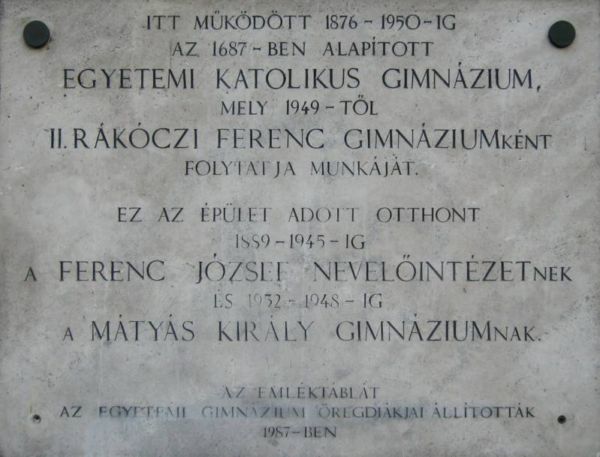 ITT MŰKÖDÖTT 1876-1950-IG
AZ 1687-BEN ALAPÍTOTT
EGYETEMI KATOLIKUS GIMNÁZIUM,
MELY 1949-TŐL
II. RÁKÓCZI FERENC GIMNÁZIUMKÉNT
FOLYTATJA MUNKÁJÁT.
EZ AZ ÉPÜLET ADOTT OTTHONT
1889-1945-IG
A FERENC JÓZSEF NEVELŐINTÉZETNEK
ÉS 1932-1948-IG
A MÁTYÁS KIRÁLY GIMNÁZIUMNAK.
AZ EMLÉKTÁBLÁT
AZ EGYETEMI GIMNÁZIUM ÖREGDIÁKJAI ÁLLÍTOTTÁK
1987-BEN